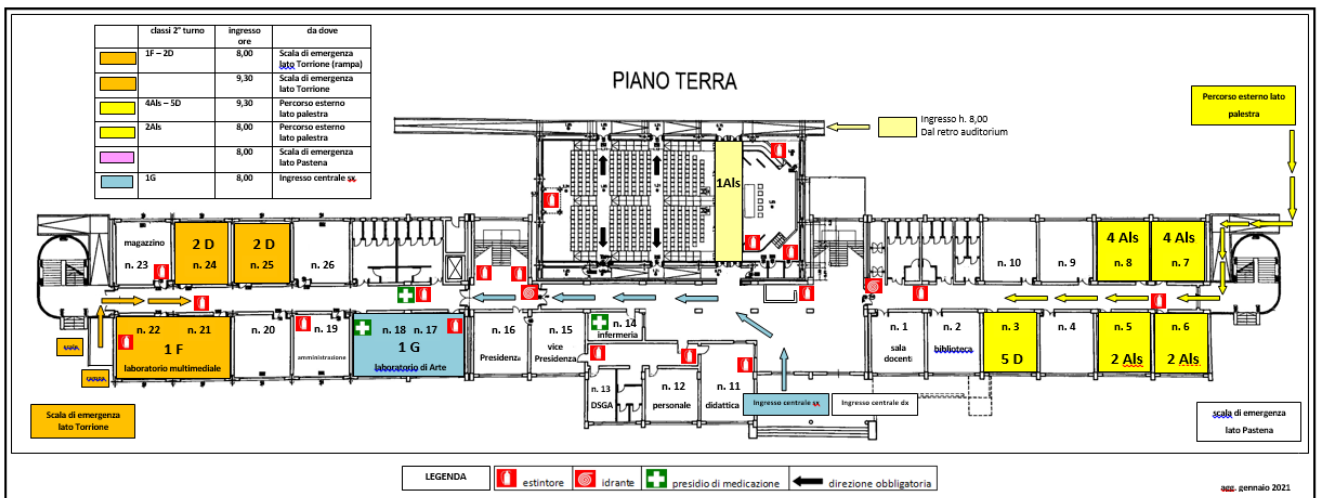 classi 2° turno
ingresso ore
da dove
1F – 2D
8,00
Scala di emergenza
lato Torrione (rampa)
9,30
Scala di emergenza
lato Torrione
4Als – 5D
9,30
Percorso esterno
lato palestra
2Als
8,00
Percorso esterno
lato palestra
8,00
Scala di emergenza
lato Pastena
1G
8,00
Ingresso centrale sx
PIANO TERRA
Percorso esterno lato
palestra
Ingresso h. 8,00
Dal retro auditorium
1Als
magazzino
n. 23
2 D
n. 24
2 D
n. 25
n. 26
n. 10
n. 9
4 Als
n. 8
4 Als
n. 7
n. 22
n. 21
1 F
laboratorio multimediale
n. 20
n. 19
amministrazione
n. 18
n. 17
1 G
laboratorio di Arte
n. 16
Presidenza
n. 15
vice
Presidenza
n. 14
infermeria
n. 13
DSGA
n. 12
personale
n. 11
didattica
n. 1
sala
docenti
n. 2
biblioteca
n. 3
5 D
n. 4
n. 5
2 Als
n. 6
2 Als
Ingresso centrale sx
Ingresso centrale dx
Scala di emergenza
lato Torrione
scala di emergenza
lato Pastena
LEGENDA
estintore
idrante
presidio di medicazione
direzione obbligatoria
agg. gennaio 2021